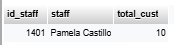 id_staff staff total_cust
1401 Pamela Castillo 10